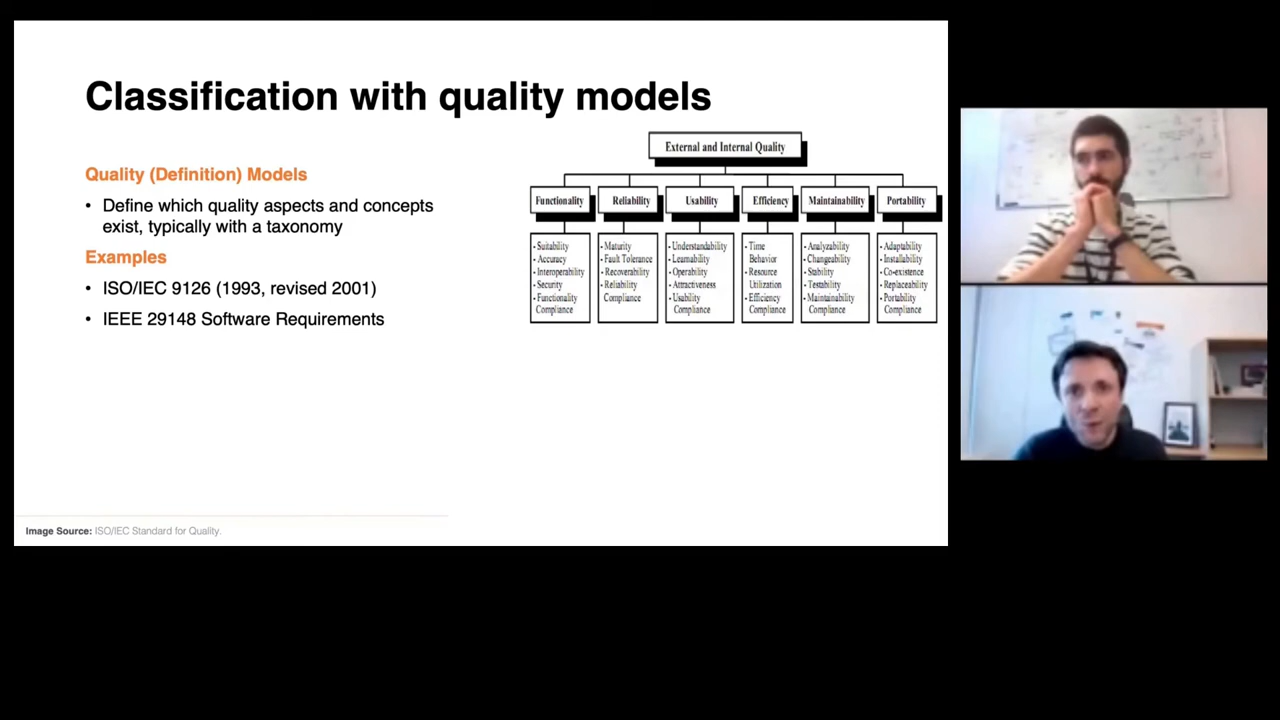 Classification with quality models
Quality (Definition) Models
• Define which quality aspects and concepts
exist, typically with a taxonomy
Examples
• ISO/IEC 9126 (1993, revised 2001)
• IEEE 29148 Software Requirements
External and Internal Quality
Functionality
• Suitability
• Accuracy
• Interoperability
• Security
• Functionality
Compliance
Reliability
• Maturity
• Fault Tolerance
• Recoverability
• Reliability
Compliance
Usability
• Understandability
• Learnability
• Operability
• Attractiveness
• Usability
Compliance
Efficiency
• Time
Behavior
• Resource
Utilization
• Efficiency
Compliance
Maintainability
• Analyzability
• Changeability
• Stability
• Testability
• Maintainability
Compliance
Portability
• Adaptability
• Installability
• Co-existence
• Replaceability
• Portability
Compliance
Image Source: ISO/IEC Standard for Quality.